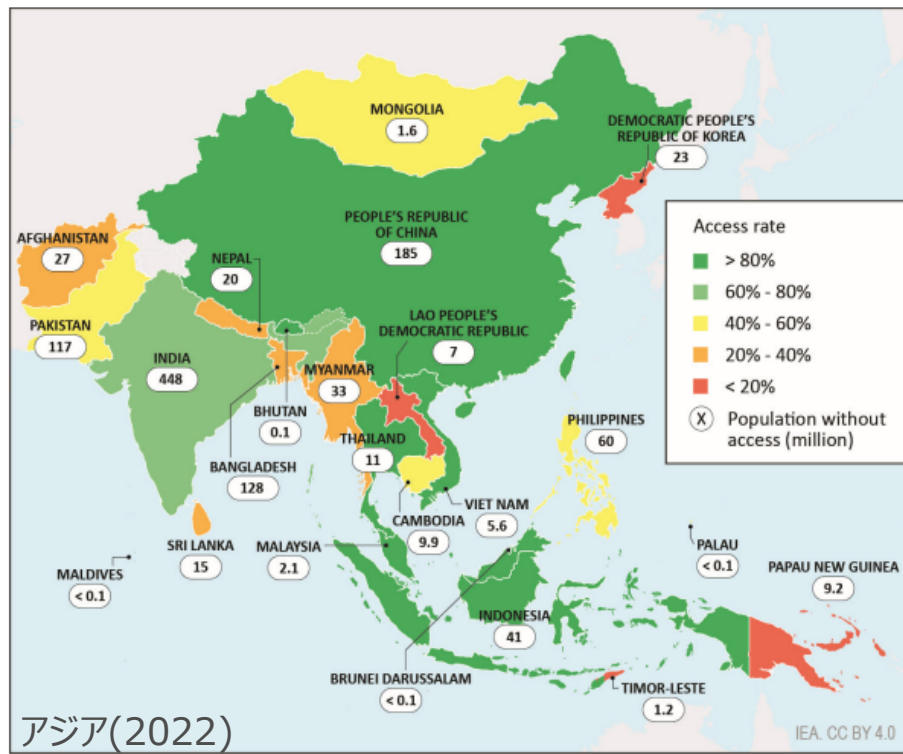 MONGOLIA
1.6
DEMOCRATIC PEOPLE'S
REPUBLIC OF KOREA
23
PEOPLE'S REPUBLIC
OF CHINA
185
AFGHANISTAN
27
NEPAL
20
PAKISTAN
117
INDIA
448
LAO PEOPLE'S
DEMOCRATIC REPUBLIC
7
MYANMAR
33
BHUTAN
0.1
THAILAND
11
BANGLADESH
128
PHILIPPINES
60
VIET NAM
5.6
CAMBODIA
9.9
SRI LANKA
15
MALAYSIA
2.1
MALDIVES
< 0.1
PALAU
< 0.1
PAPAU NEW GUINEA
9.2
INDONESIA
41
BRUNEI DARUSSALAM
< 0.1
TIMOR-LESTE
1.2
Access rate
> 80%
60% - 80%
40% - 60%
20% - 40%
< 20%
X Population without
access (million)
アジア(2022)
IEA. CC BY 4.0